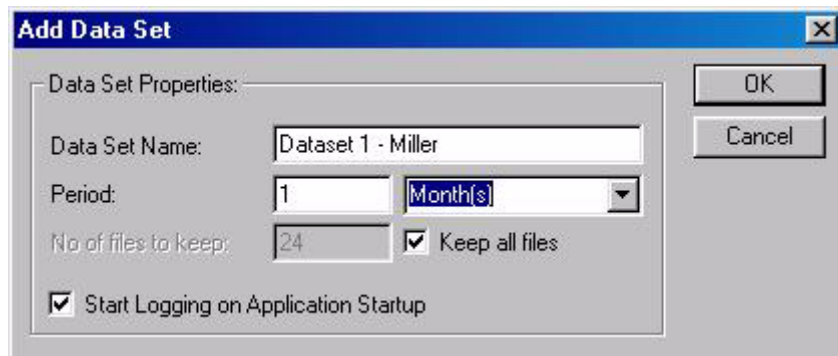 Add Data Set
Data Set Properties:
OK
Data Set Name: Dataset 1 - Miller
Cancel
Period: 1 Month(s)
No of files to keep: 24 Keep all files
Start Logging on Application Startup